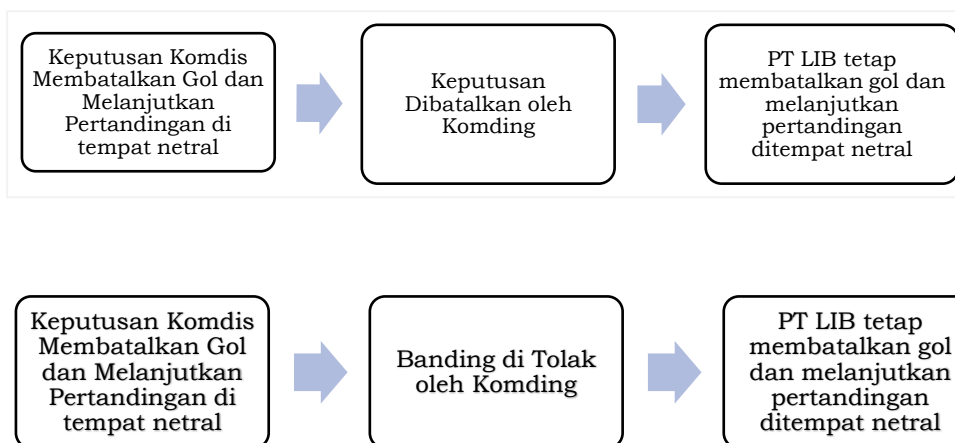 Keputusan Komdis
Membatalkan Gol dan
Melanjutkan
Pertandingan di
tempat netral
Keputusan
Dibatalkan oleh
Komding
PT LIB tetap
membatalkan gol dan
melanjutkan
pertandingan
ditempat netral
Keputusan Komdis
Membatalkan Gol
dan Melanjutkan
Pertandingan di
tempat netral
Banding di Tolak
oleh Komding
PT LIB tetap
membatalkan gol
dan melanjutkan
pertandingan
ditempat netral